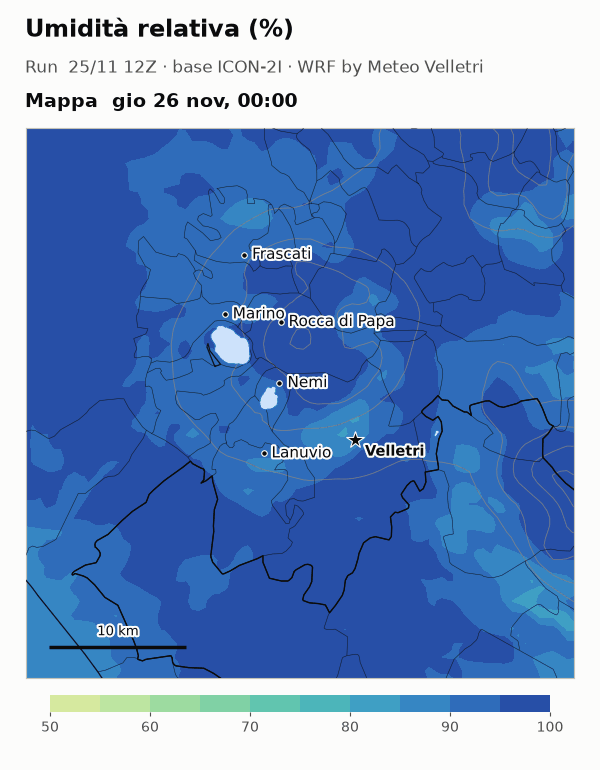 Umidità relativa (%)
Run  25/11 12Z · base ICON-2I · WRF by Meteo Velletri
Mappa  gio 26 nov, 00:00
Frascati
Marino
Rocca di Papa
Nemi
Velletri
Lanuvio
10 km
50 60 70 80 90 100